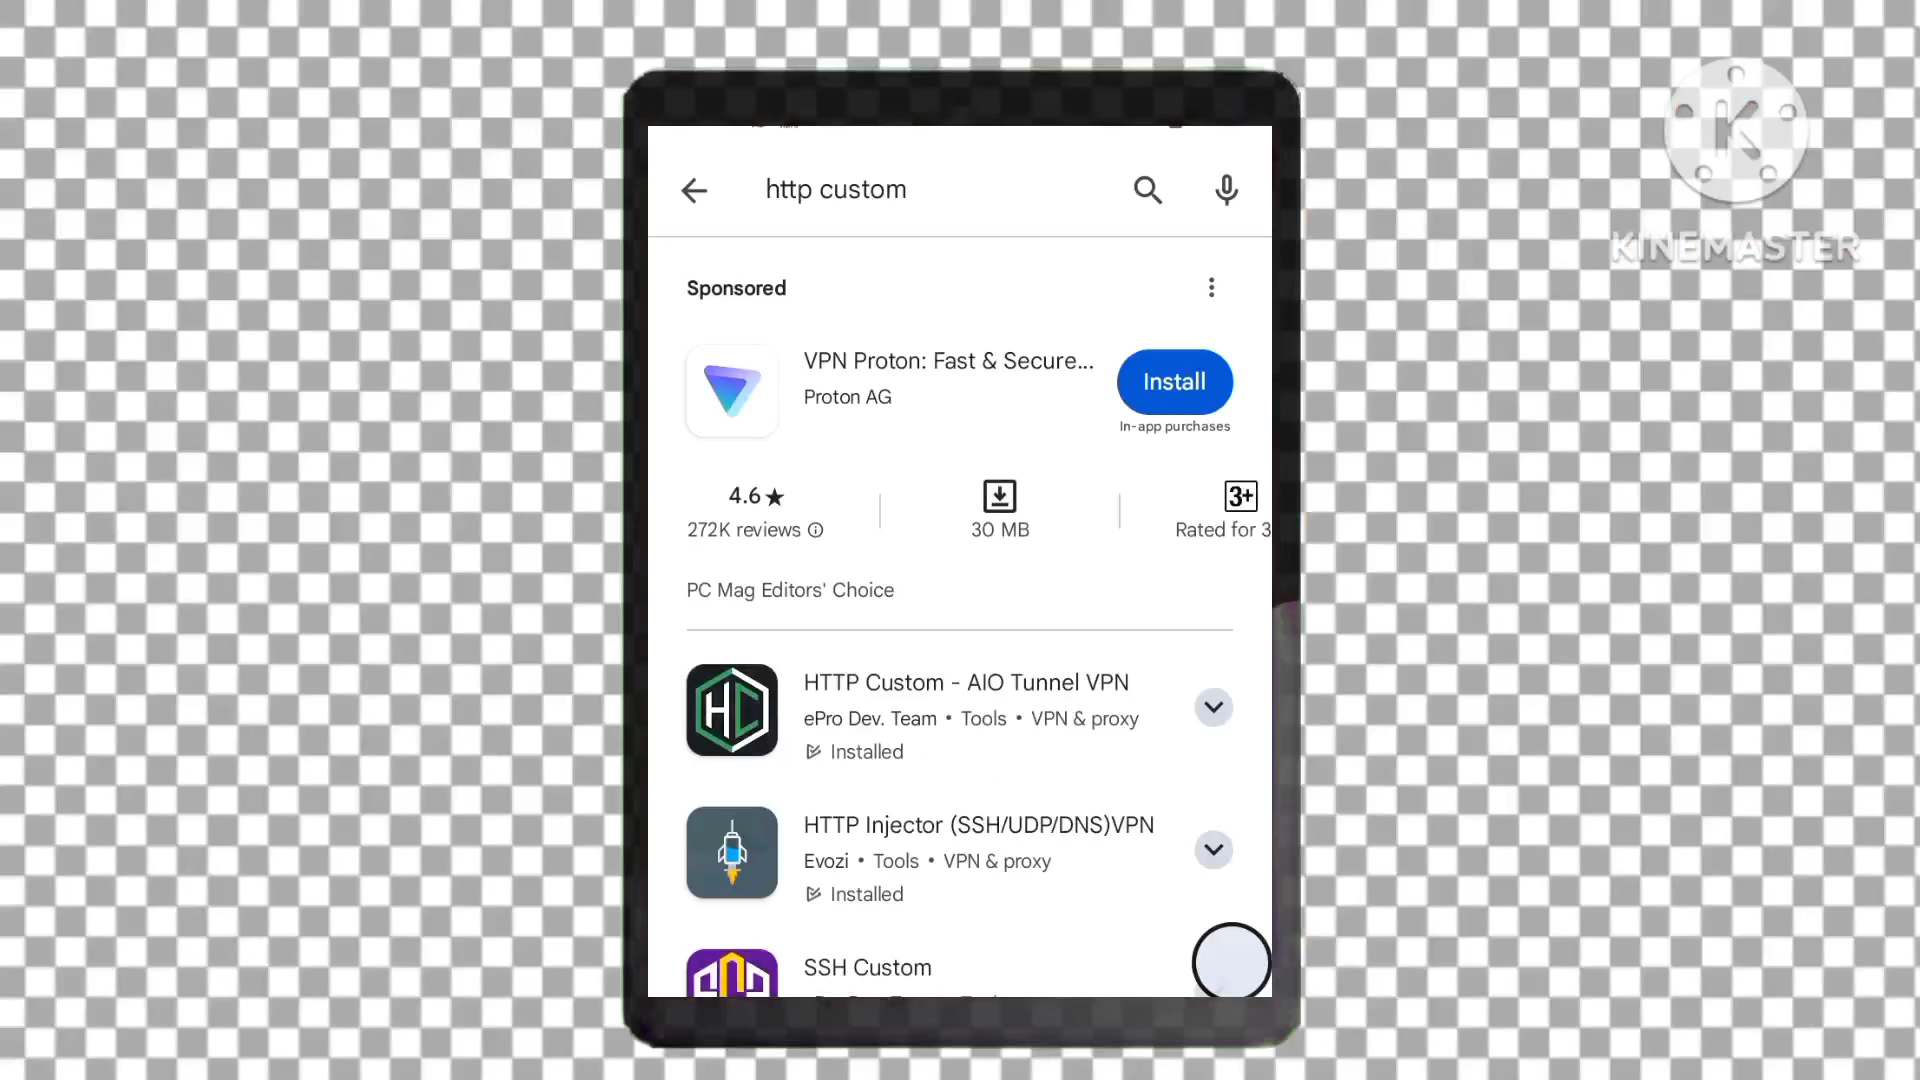 K
KINEMASTER
http custom
Sponsored
VPN Proton: Fast & Secure...
Proton AG
Install
In-app purchases
4.6★
272K reviews
30 MB
3+
Rated for 3
PC Mag Editors' Choice
HC
HTTP Custom - AIO Tunnel VPN
ePro Dev. Team • Tools • VPN & proxy
Installed
HTTP Injector (SSH/UDP/DNS)VPN
Evozi • Tools • VPN & proxy
Installed
SSH Custom